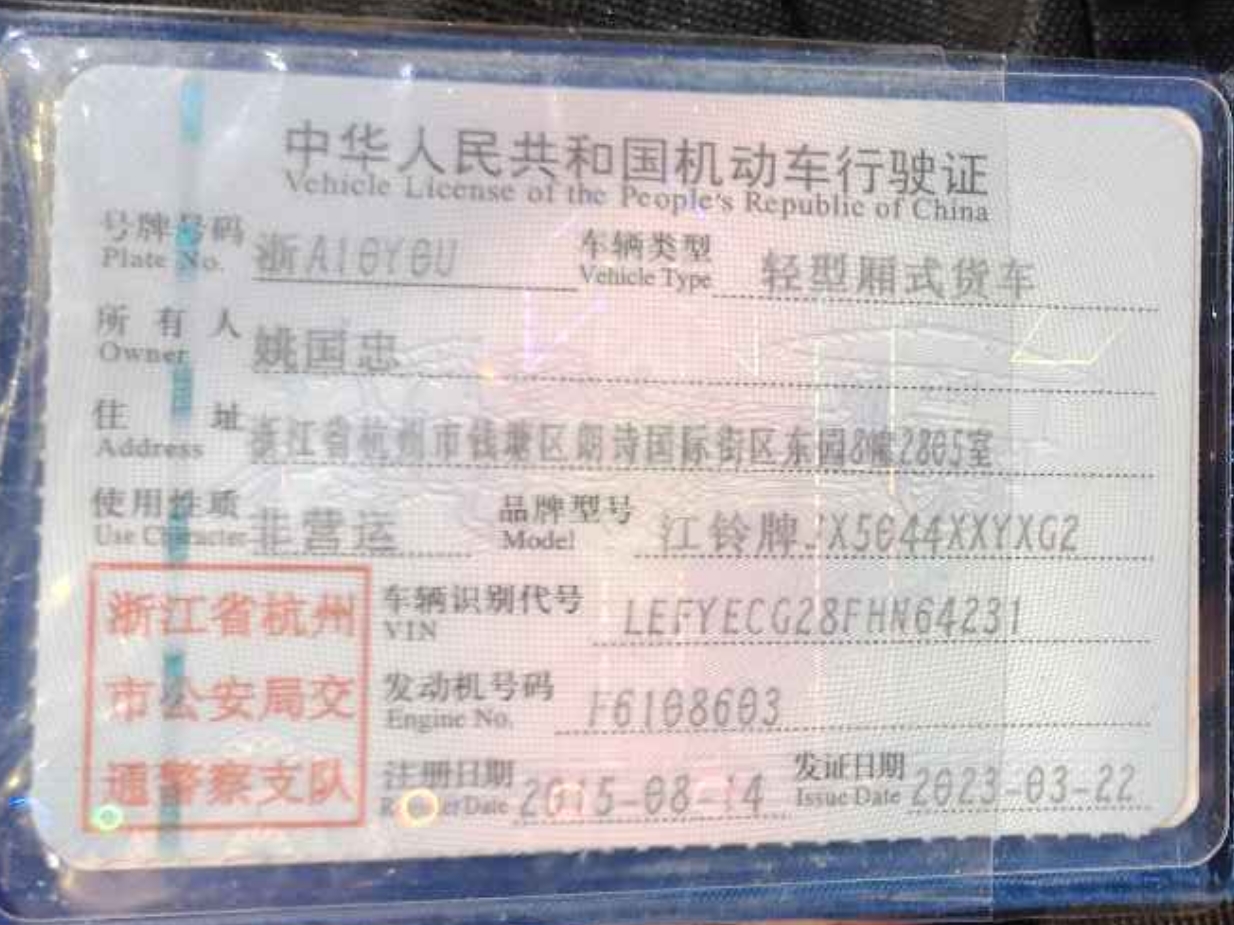 中华人民共和国机动车行驶证
Vehicle License of the People's Republic of China
号牌号码 浙A10Y0U 车辆类型 轻型厢式货车
Plate No. Vehicle Type
所有人 姚国忠
Owner
住址 浙江省杭州市钱塘区朗诗国际街区东园8幢2805室
Address
使用性质 非营运 品牌型号 江铃牌JX5044XXYXG2
Use Character Model
浙江省杭州
市公安局交
通警察支队
车辆识别代号 LEFYECG28FHN64231
VIN
发动机号码 F6108603
Engine No.
注册日期 2015-08-14 发证日期 2023-03-22
Register Date Issue Date